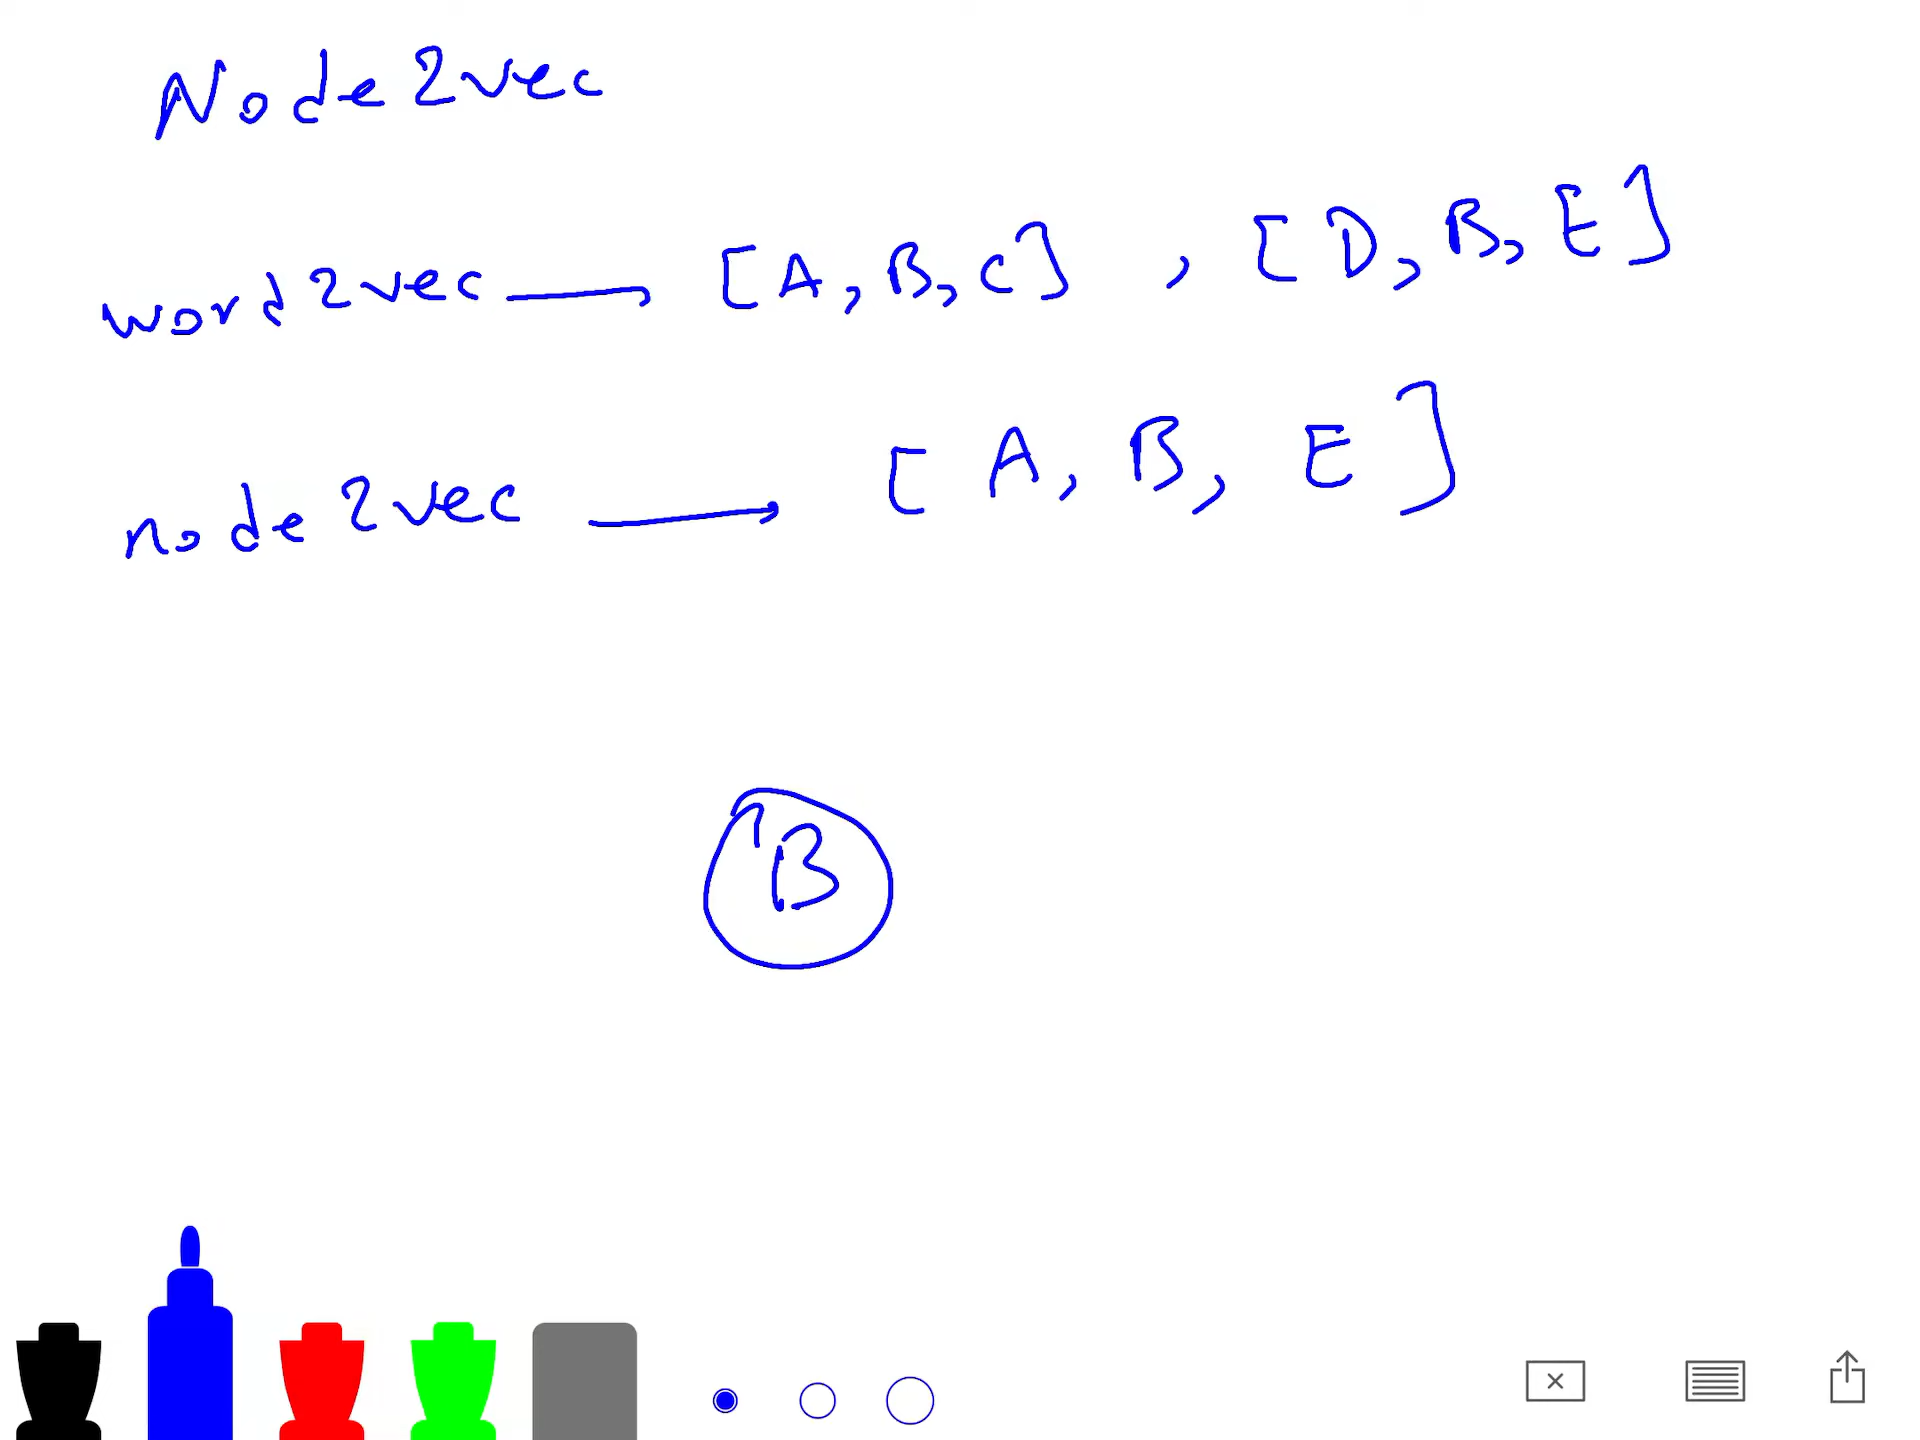 Node2vec
word2vec → [A, B, C] , [D, B, E]
node2vec → [A, B, E]
B